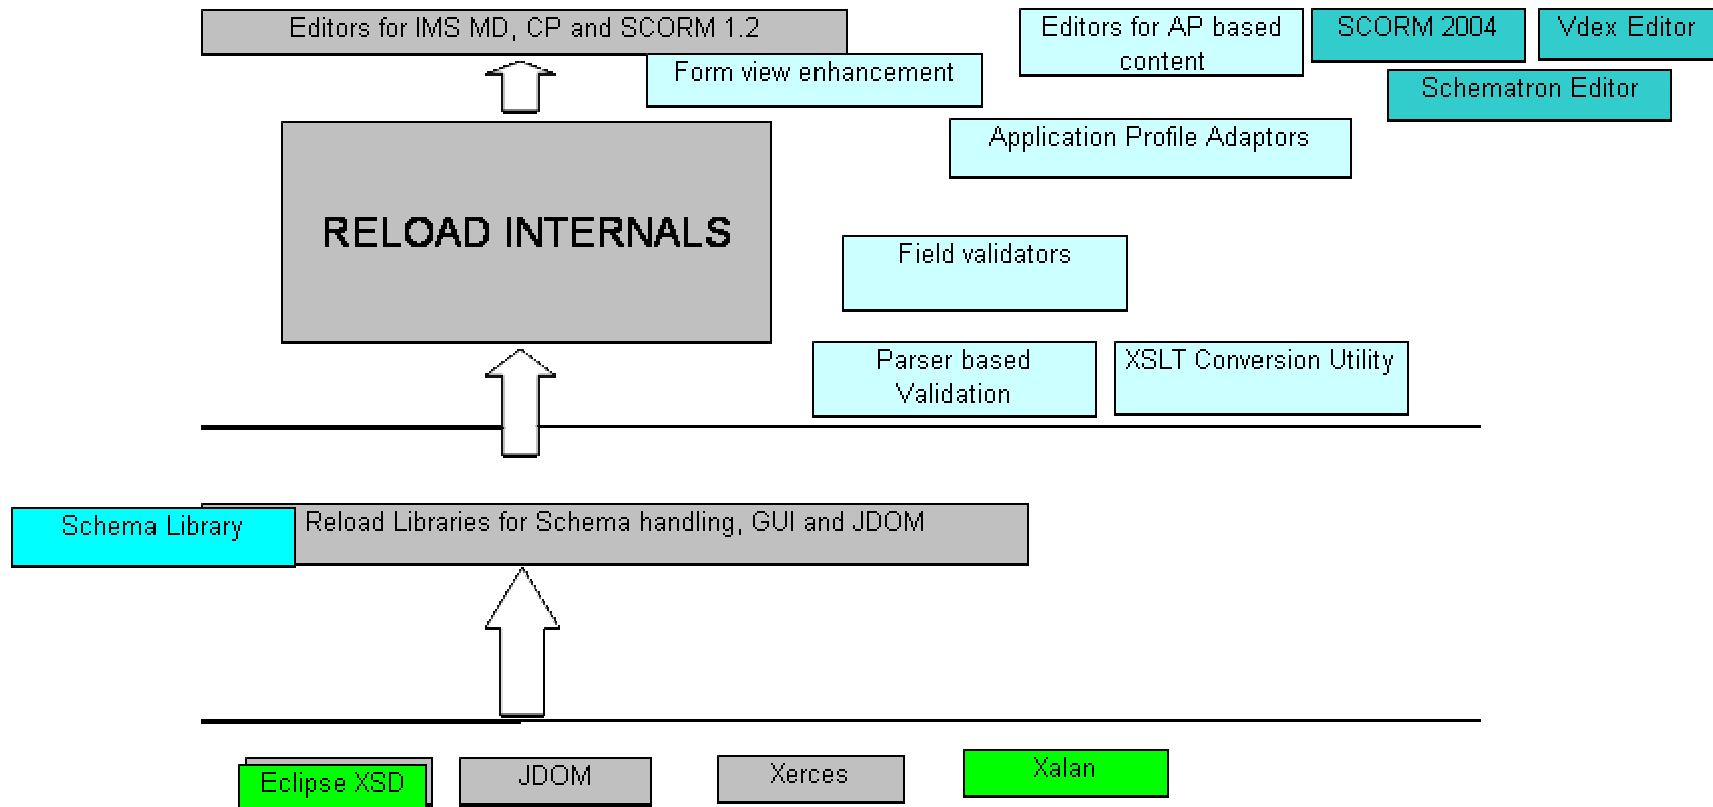 Editors for IMS MD, CP and SCORM 1.2
Editors for AP based
content
SCORM 2004
Vdex Editor
Form view enhancement
Schematron Editor
Application Profile Adaptors
RELOAD INTERNALS
Field validators
Parser based
Validation
XSLT Conversion Utility
Schema Library
Reload Libraries for Schema handling, GUI and JDOM
Eclipse XSD
JDOM
Xerces
Xalan